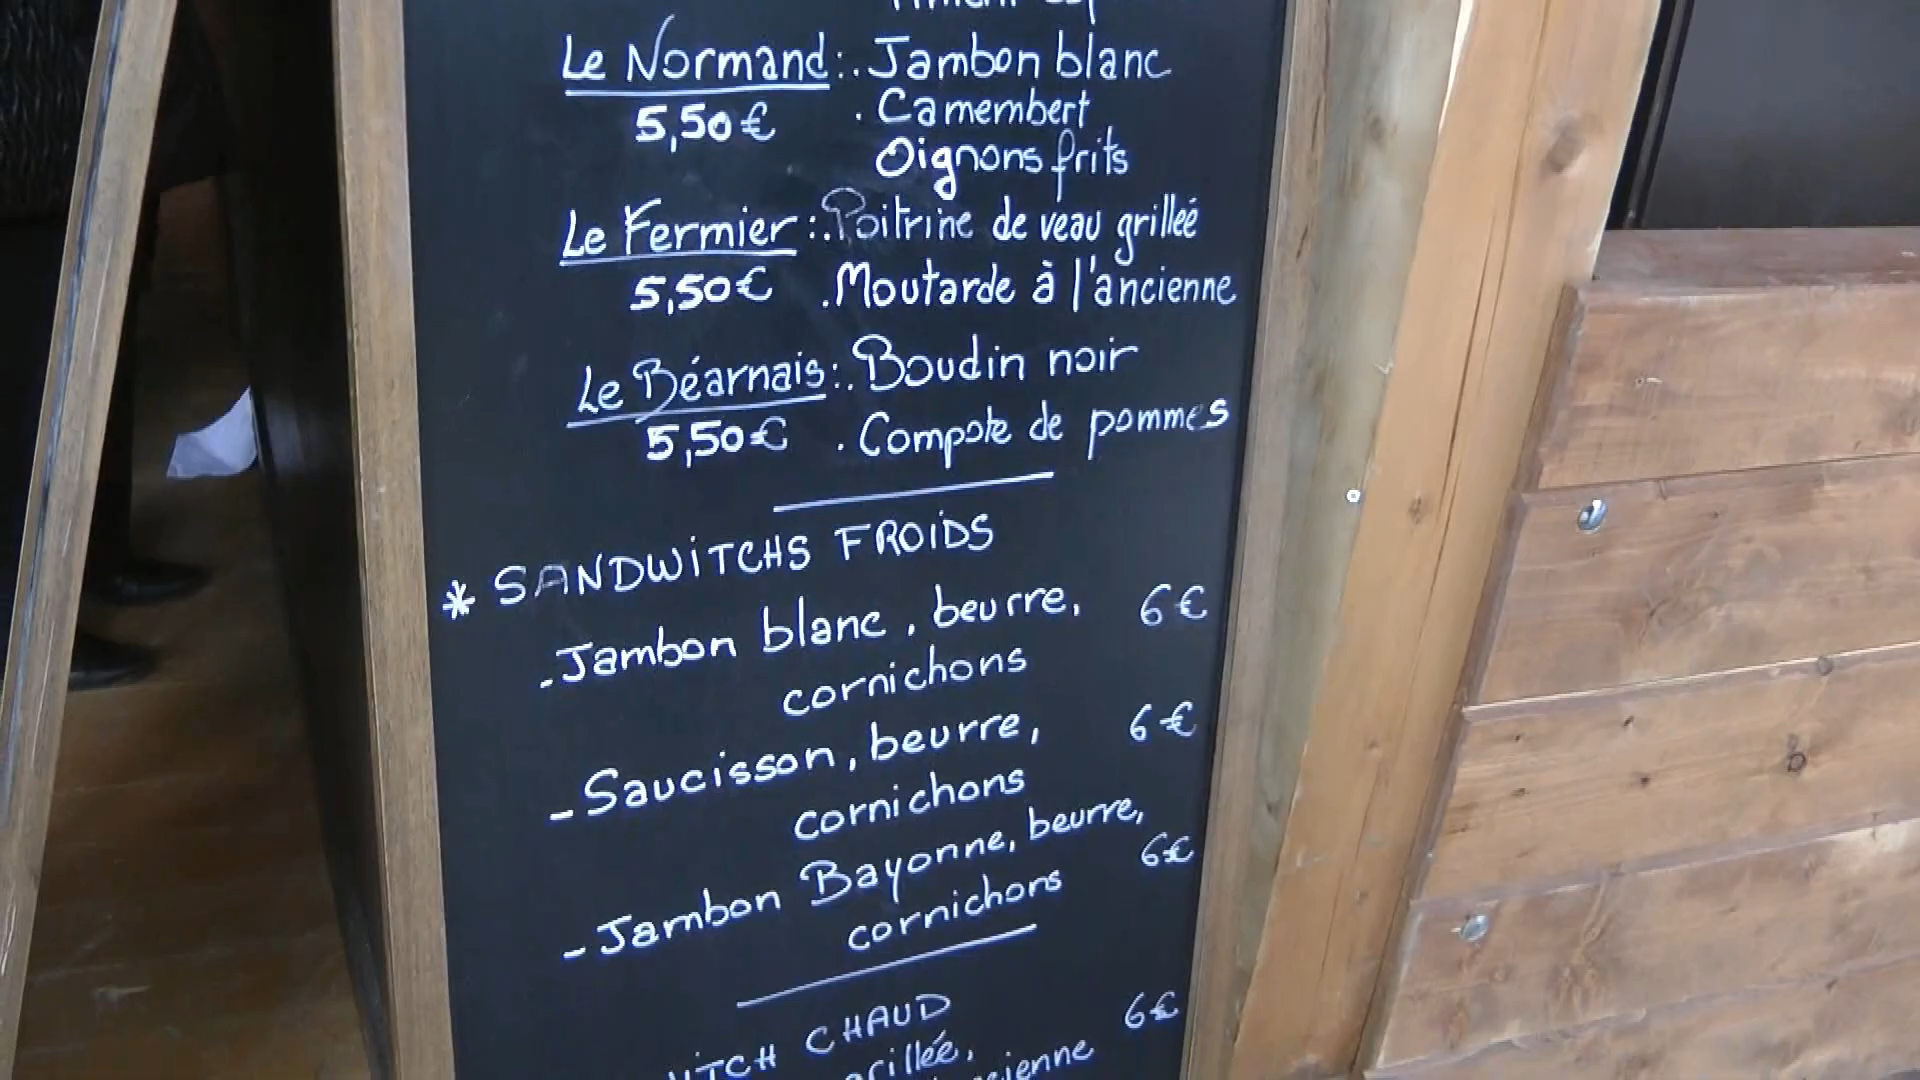 Le Normand:. Jambon blanc
5,50€ . Camembert
Oignons frits
Le Fermier:. Poitrine de veau grilleé
5,50€ . Moutarde à l'ancienne
Le Béarnais:. Boudin noir
5,50€ . Compote de pommes
* SANDWITCHS FROIDS
- Jambon blanc, beurre, 6€
cornichons
- Saucisson, beurre, 6€
cornichons
- Jambon Bayonne, beurre,
cornichons 6€
CHAUD 6€